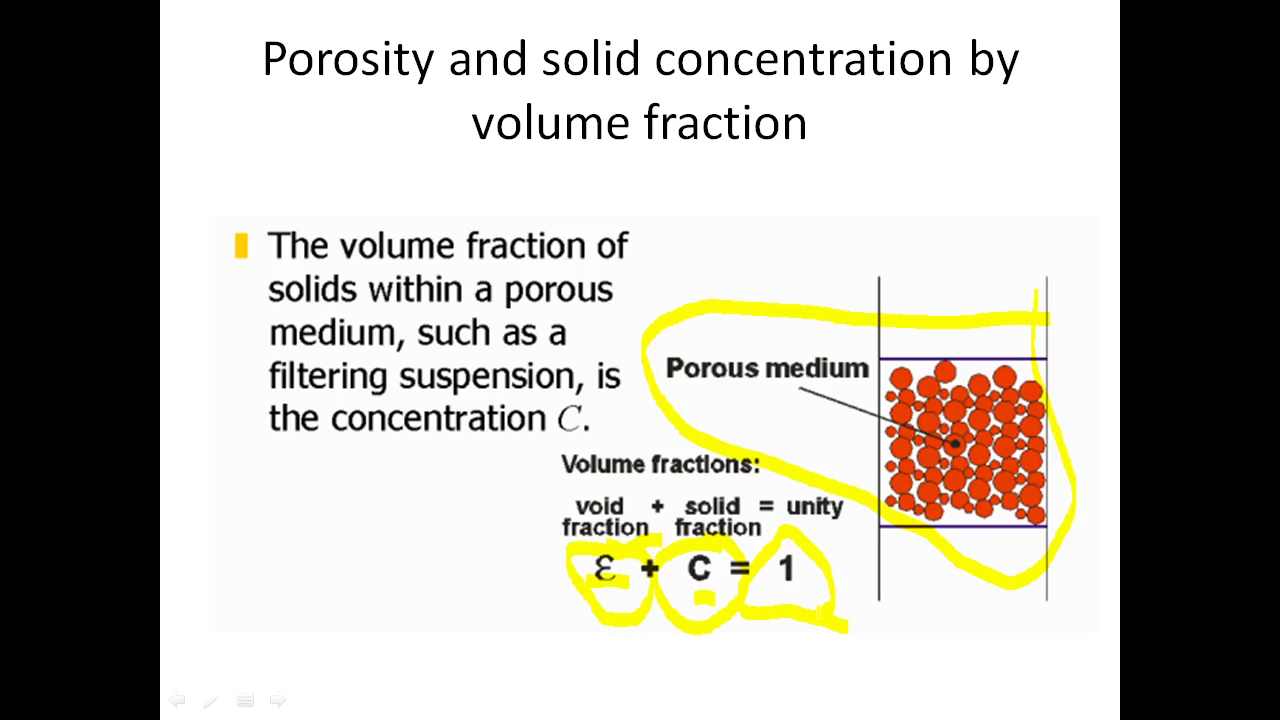 Porosity and solid concentration by
volume fraction
The volume fraction of
solids within a porous
medium, such as a
filtering suspension, is
the concentration C.
Porous medium
Volume fractions:
void + solid = unity
fraction fraction
ε + C = 1